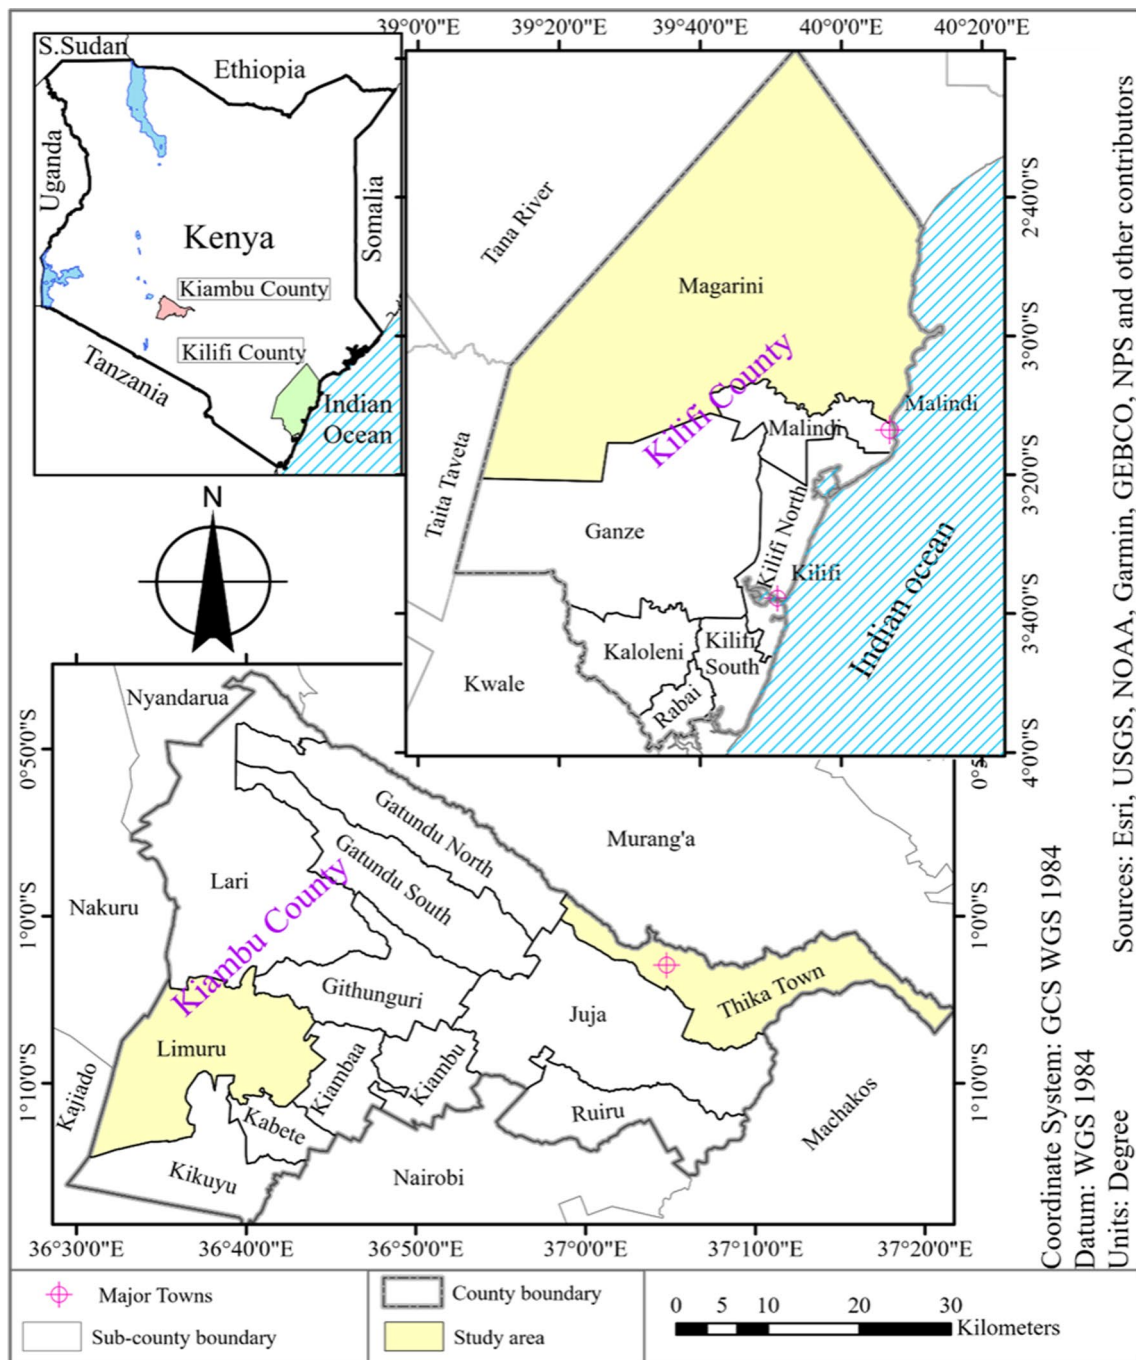 39°0'0"E 39°20'0"E 39°40'0"E 40°0'0"E 40°20'0"E
S.Sudan
Ethiopia
Uganda
Somalia
Kenya
Kiambu County
Kilifi County
Tanzania
Indian
Ocean
N
Tana River
Magarini
Kilifi County
Malindi
Malindi
Taita Taveta
Ganze
Kilifi North
Kilifi
Kaloleni
Kilifi
South
Rabai
Kwale
Indian ocean
2°40'0"S
3°0'0"S
3°20'0"S
3°40'0"S
4°0'0"S
Nyandarua
0°50'0"S
Gatundu North
Gatundu South
Murang'a
Lari
Kiambu County
Nakuru
1°0'0"S
1°0'0"S
Githunguri
Thika Town
Juja
Limuru
Kiambaa
Kiambu
Kajiado
1°10'0"S
1°10'0"S
Kabete
Ruiru
Machakos
Kikuyu
Nairobi
36°30'0"E 36°40'0"E 36°50'0"E 37°0'0"E 37°10'0"E 37°20'0"E
Sources: Esri, USGS, NOAA, Garmin, GEBCO, NPS and other contributors
Coordinate System: GCS WGS 1984
Datum: WGS 1984
Units: Degree
Major Towns
Sub-county boundary
County boundary
Study area
0 5 10 20 30
Kilometers